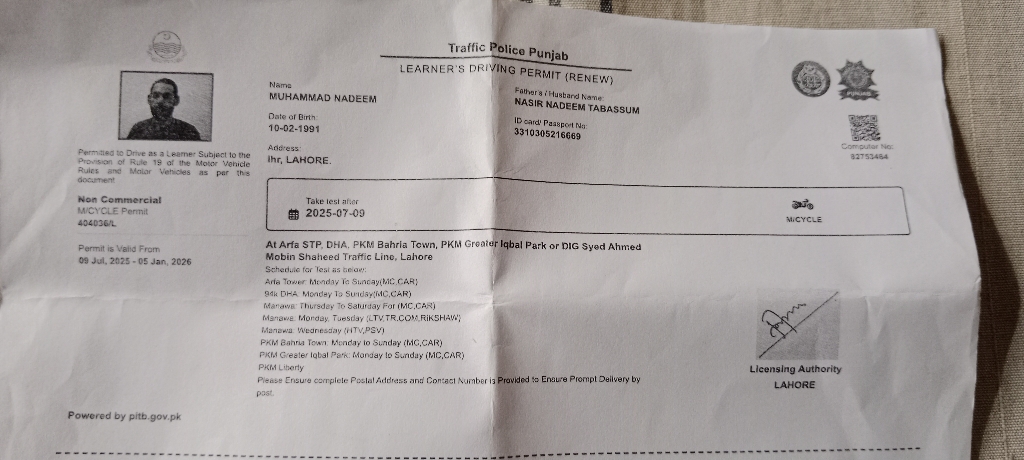 Traffic Police Punjab
LEARNER'S DRIVING PERMIT (RENEW)
Name
MUHAMMAD NADEEM
Father's / Husband Name:
NASIR NADEEM TABASSUM
Date of Birth:
10-02-1991
ID card/ Passport No:
3310305216669
Address:
lhr, LAHORE.
PUNJAB
Computer No:
92753464
Permitted to Drive as a Learner Subject to the
Provision of Rule 19 of the Motor Vehicle
Rules and Motor Vehicles as per this
document
Non Commercial
M/CYCLE Permit
404036/L
Permit is Valid From
09 Jul, 2025 - 05 Jan, 2026
Take test after
2025-07-09
M/CYCLE
At Arfa STP, DHA, PKM Bahria Town, PKM Greater Iqbal Park or DIG Syed Ahmed
Mobin Shaheed Traffic Line, Lahore
Schedule for Test as below:
Arfa Tower: Monday To Sunday(MC,CAR)
94a DHA: Monday To Sunday(MC,CAR)
Manawa: Thursday To Saturday For (MC,CAR)
Manawa: Monday, Tuesday (LTV,TR,COM,RIKSHAW)
Manawa: Wednesday (HTV,PSV)
PKM Bahria Town: Monday to Sunday (MC,CAR)
PKM Greater Iqbal Park: Monday to Sunday (MC,CAR)
PKM Liberty
Please Ensure complete Postal Address and Contact Number is Provided to Ensure Prompt Delivery by
post.
Licensing Authority
LAHORE
Powered by pitb.gov.pk